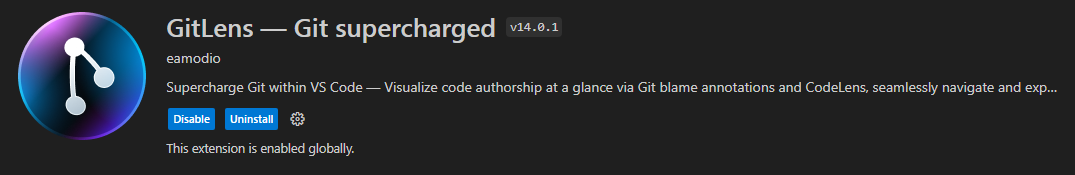 GitLens — Git supercharged v14.0.1
eamodio
Supercharge Git within VS Code — Visualize code authorship at a glance via Git blame annotations and CodeLens, seamlessly navigate and exp...
Disable Uninstall
This extension is enabled globally.